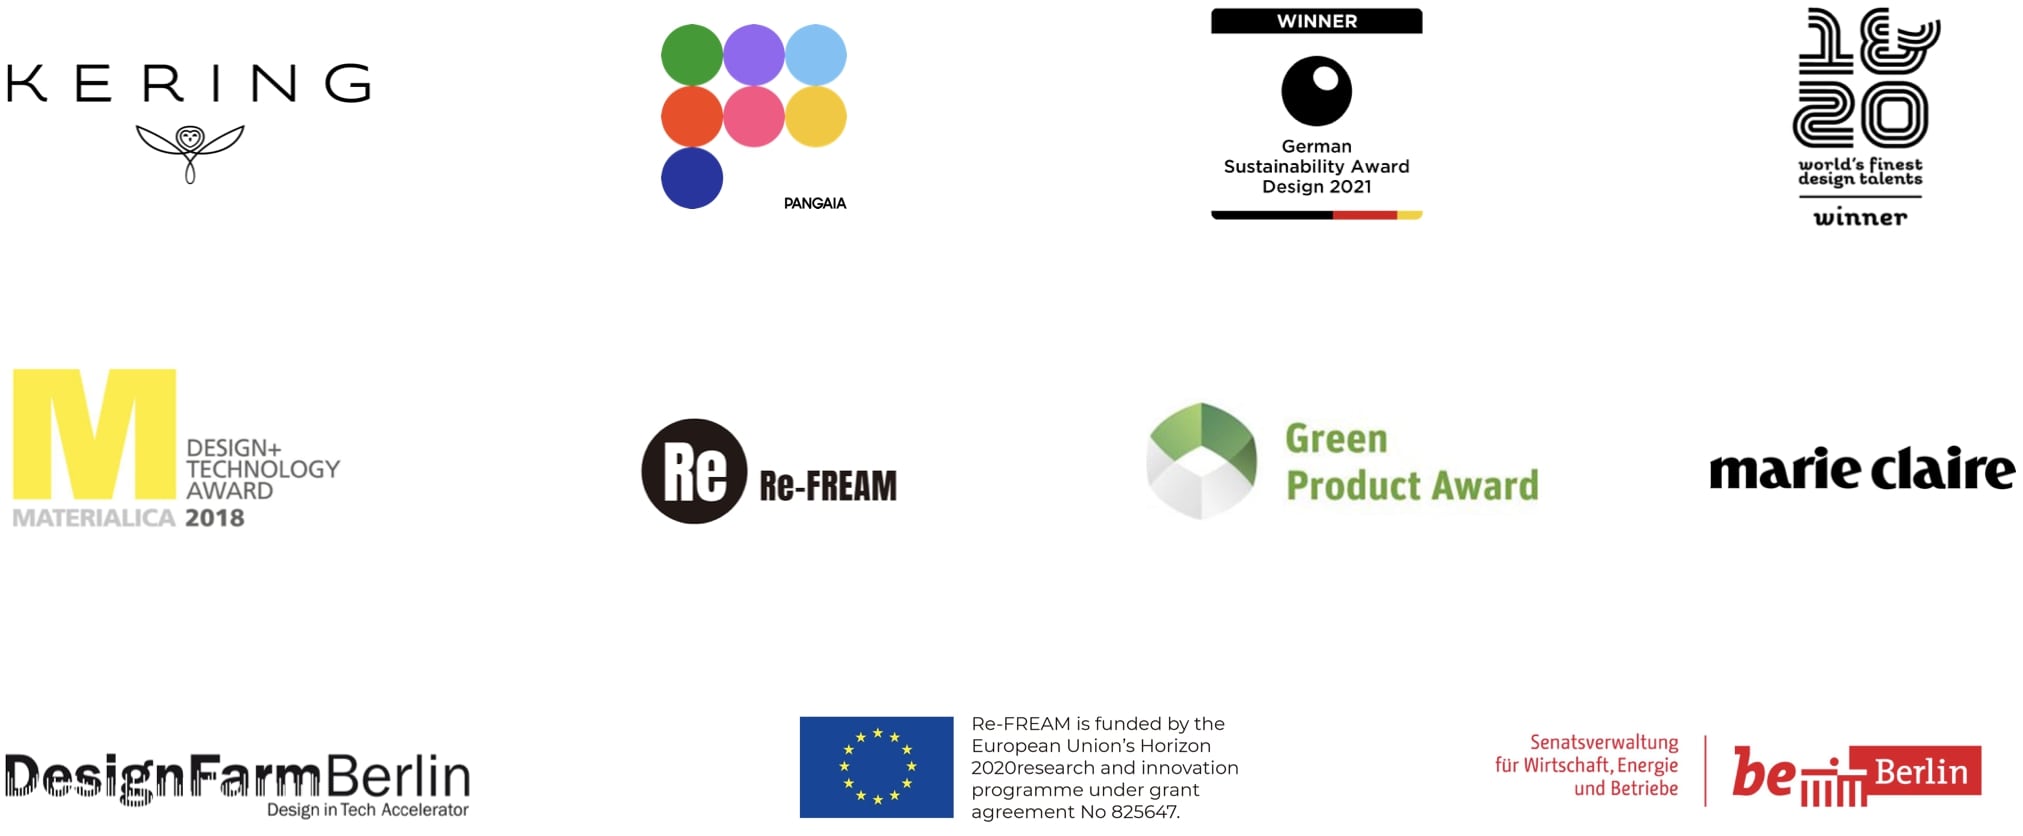 KERING
PANGAIA
WINNER
German
Sustainability Award
Design 2021
18
20
world's finest
design talents
winner
M
DESIGN+
TECHNOLOGY
AWARD
MATERIALICA 2018
Re
Re-FREAM
Green
Product Award
marie claire
DesignFarmBerlin
Design in Tech Accelerator
Re-FREAM is funded by the
European Union’s Horizon
2020research and innovation
programme under grant
agreement No 825647.
Senatsverwaltung
für Wirtschaft, Energie
und Betriebe
be Berlin